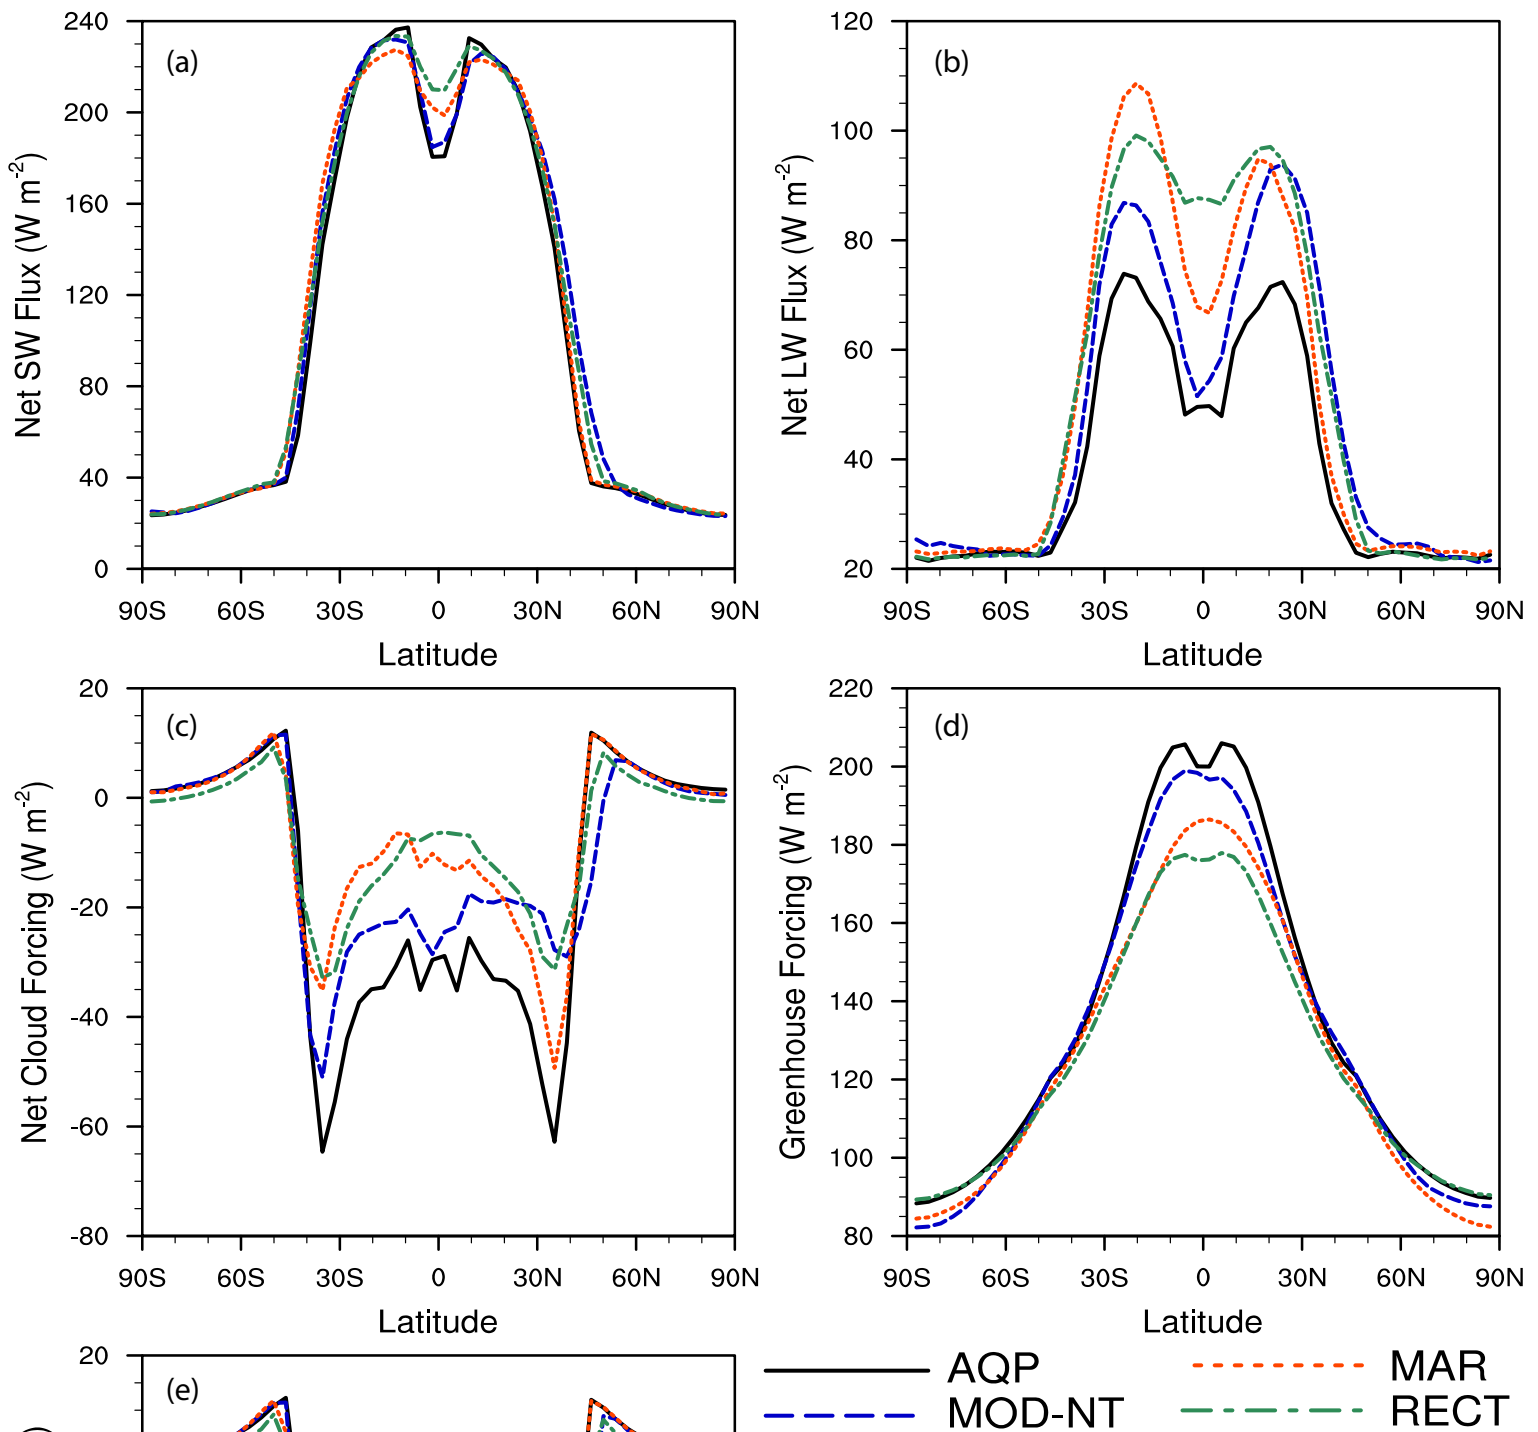 (a)
Net SW Flux (W m-2)
240
200
160
120
80
40
0
90S 60S 30S 0 30N 60N 90N
Latitude
(b)
Net LW Flux (W m-2)
120
100
80
60
40
20
90S 60S 30S 0 30N 60N 90N
Latitude
(c)
Net Cloud Forcing (W m-2)
20
0
-20
-40
-60
-80
90S 60S 30S 0 30N 60N 90N
Latitude
(d)
Greenhouse Forcing (W m-2)
220
200
180
160
140
120
100
80
90S 60S 30S 0 30N 60N 90N
Latitude
(e)
20
AQP
MOD-NT
MAR
RECT